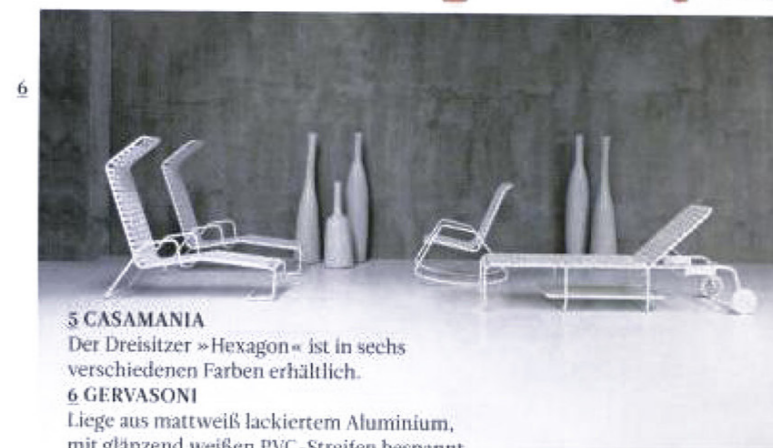 6
5 CASAMANIA
Der Dreisitzer »Hexagon« ist in sechs
verschiedenen Farben erhältlich.
6 GERVASONI
Liege aus mattweiß lackiertem Aluminium,
mit glänzend weißen PVC-Streifen bespannt